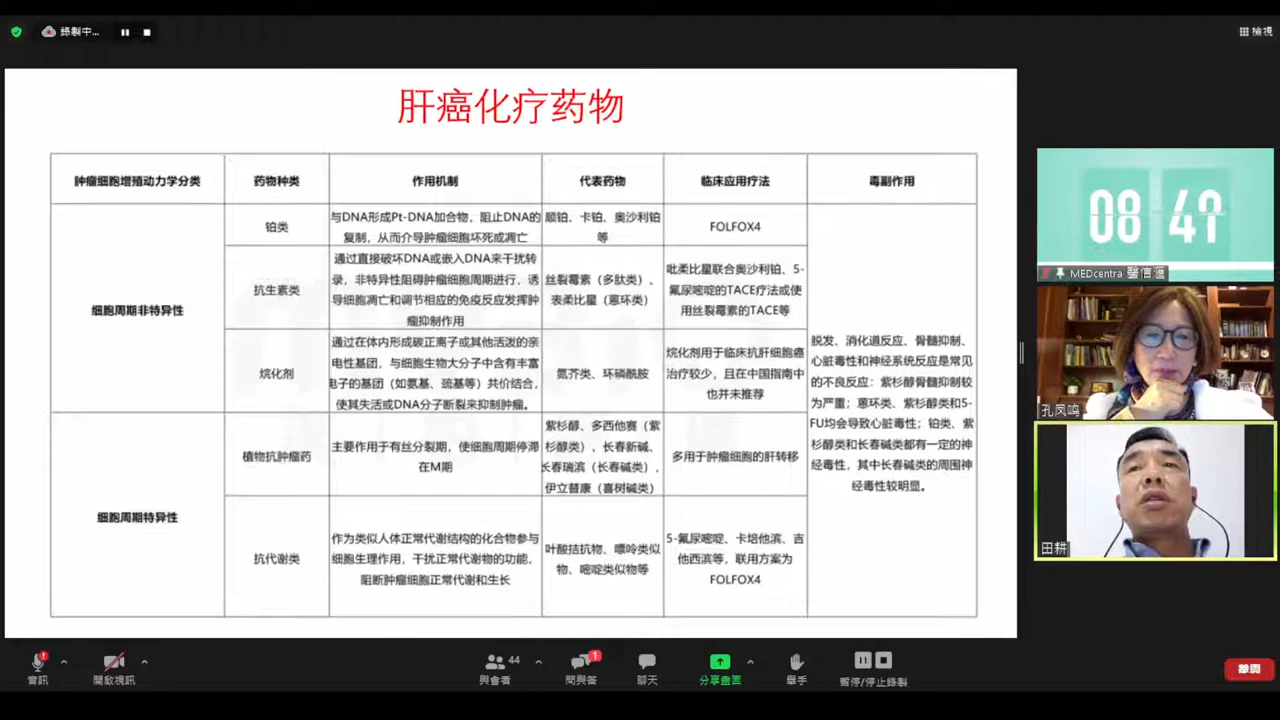 錄製中...
檢視
肝癌化疗药物
肿瘤细胞增殖动力学分类
药物种类
作用机制
代表药物
临床应用疗法
毒副作用
细胞周期非特异性
铂类
与DNA形成Pt-DNA加合物，阻止DNA的
复制，从而介导肿瘤细胞坏死或凋亡
顺铂、卡铂、奥沙利铂
等
FOLFOX4
抗生素类
通过直接破坏DNA或嵌入DNA来干扰转
录，非特异性阻碍肿瘤细胞周期进行，诱
导细胞凋亡和调节相应的免疫反应发挥肿
瘤抑制作用
丝裂霉素（多肽类）、
表柔比星（蒽环类）
吡柔比星联合奥沙利铂、5-
氟尿嘧啶的TACE疗法或使
用丝裂霉素的TACE等
烷化剂
通过在体内形成碳正离子或其他活泼的亲
电性基团，与细胞生物大分子中含有丰富
电子的基团（如氨基、巯基等）共价结合，
使其失活或DNA分子断裂来抑制肿瘤。
氮芥类、环磷酰胺
烷化剂用于临床抗肝细胞癌
治疗较少，且在中国指南中
也并未推荐
细胞周期特异性
植物抗肿瘤药
主要作用于有丝分裂期，使细胞周期停滞
在M期
紫杉醇、多西他赛（紫
杉醇类），长春新碱、
长春瑞滨（长春碱类），
伊立替康（喜树碱类）
多用于肿瘤细胞的肝转移
抗代谢类
作为类似人体正常代谢结构的化合物参与
细胞生理作用，干扰正常代谢物的功能，
阻断肿瘤细胞正常代谢和生长
叶酸拮抗物、嘌呤类似
物、嘧啶类似物等
5-氟尿嘧啶、卡培他滨、吉
他西滨等，联用方案为
FOLFOX4
脱发、消化道反应、骨髓抑制、
心脏毒性和神经系统反应是常见
的不良反应：紫杉醇骨髓抑制较
为严重；蒽环类、紫杉醇类和5-
FU均会导致心脏毒性；铂类、紫
杉醇类和长春碱类都有一定的神
经毒性，其中长春碱类的周围神
经毒性较明显。
08
MEDcentra 醫信滙
孔凤鸣
田耕
音訊
開啟視訊
44
與會者
1
問與答
聊天
分享畫面
舉手
暫停/停止錄製
離開